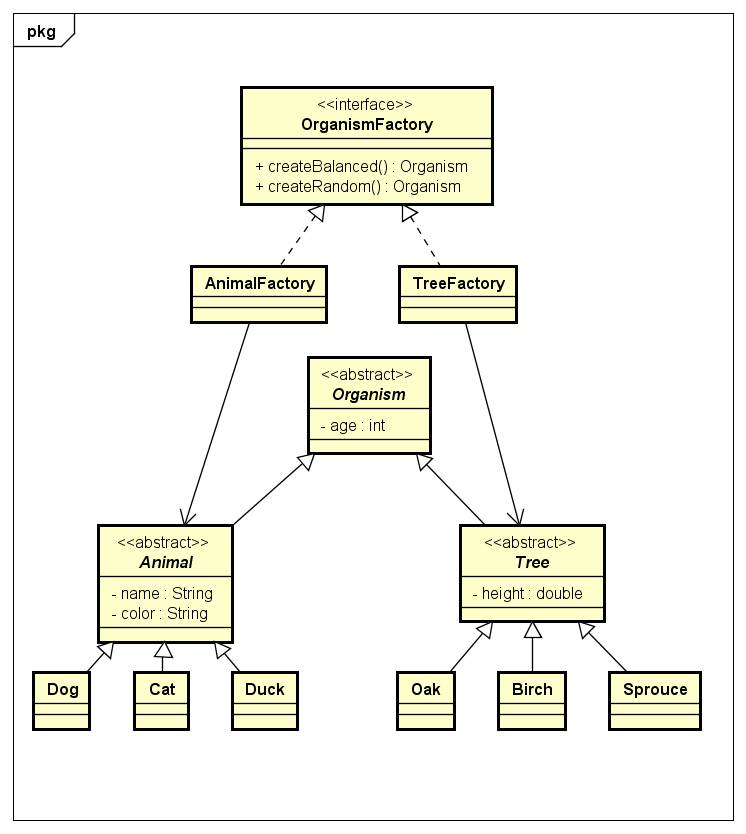 pkg
<<interface>>
OrganismFactory
+ createBalanced() : Organism
+ createRandom() : Organism
AnimalFactory
TreeFactory
<<abstract>>
Organism
- age : int
<<abstract>>
Animal
- name : String
- color : String
<<abstract>>
Tree
- height : double
Dog
Cat
Duck
Oak
Birch
Sprouce